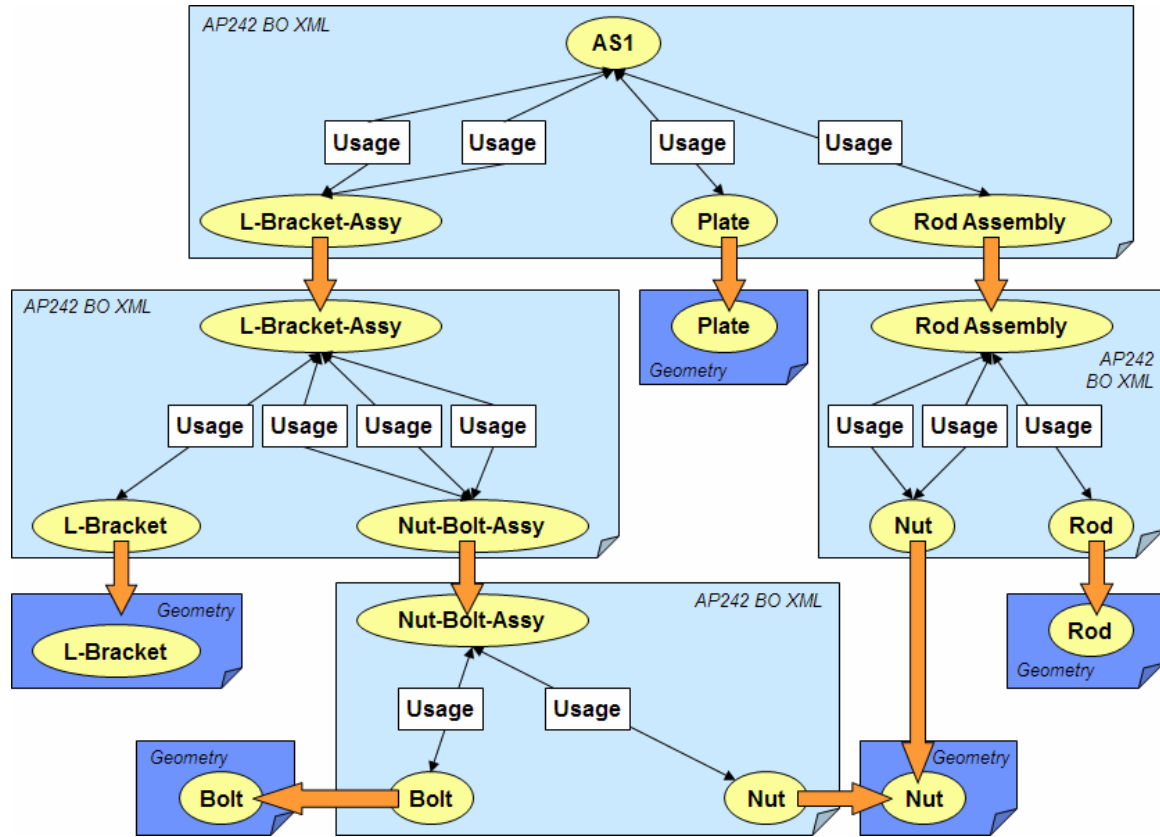 AP242 BO XML
AS1
Usage
Usage
Usage
Usage
L-Bracket-Assy
Plate
Rod Assembly
AP242 BO XML
L-Bracket-Assy
Usage
Usage
Usage
Usage
L-Bracket
Nut-Bolt-Assy
Plate
Geometry
Rod Assembly
AP242
BO XML
Usage
Usage
Usage
Nut
Rod
Geometry
L-Bracket
AP242 BO XML
Nut-Bolt-Assy
Usage
Usage
Bolt
Nut
Rod
Geometry
Geometry
Bolt
Geometry
Nut